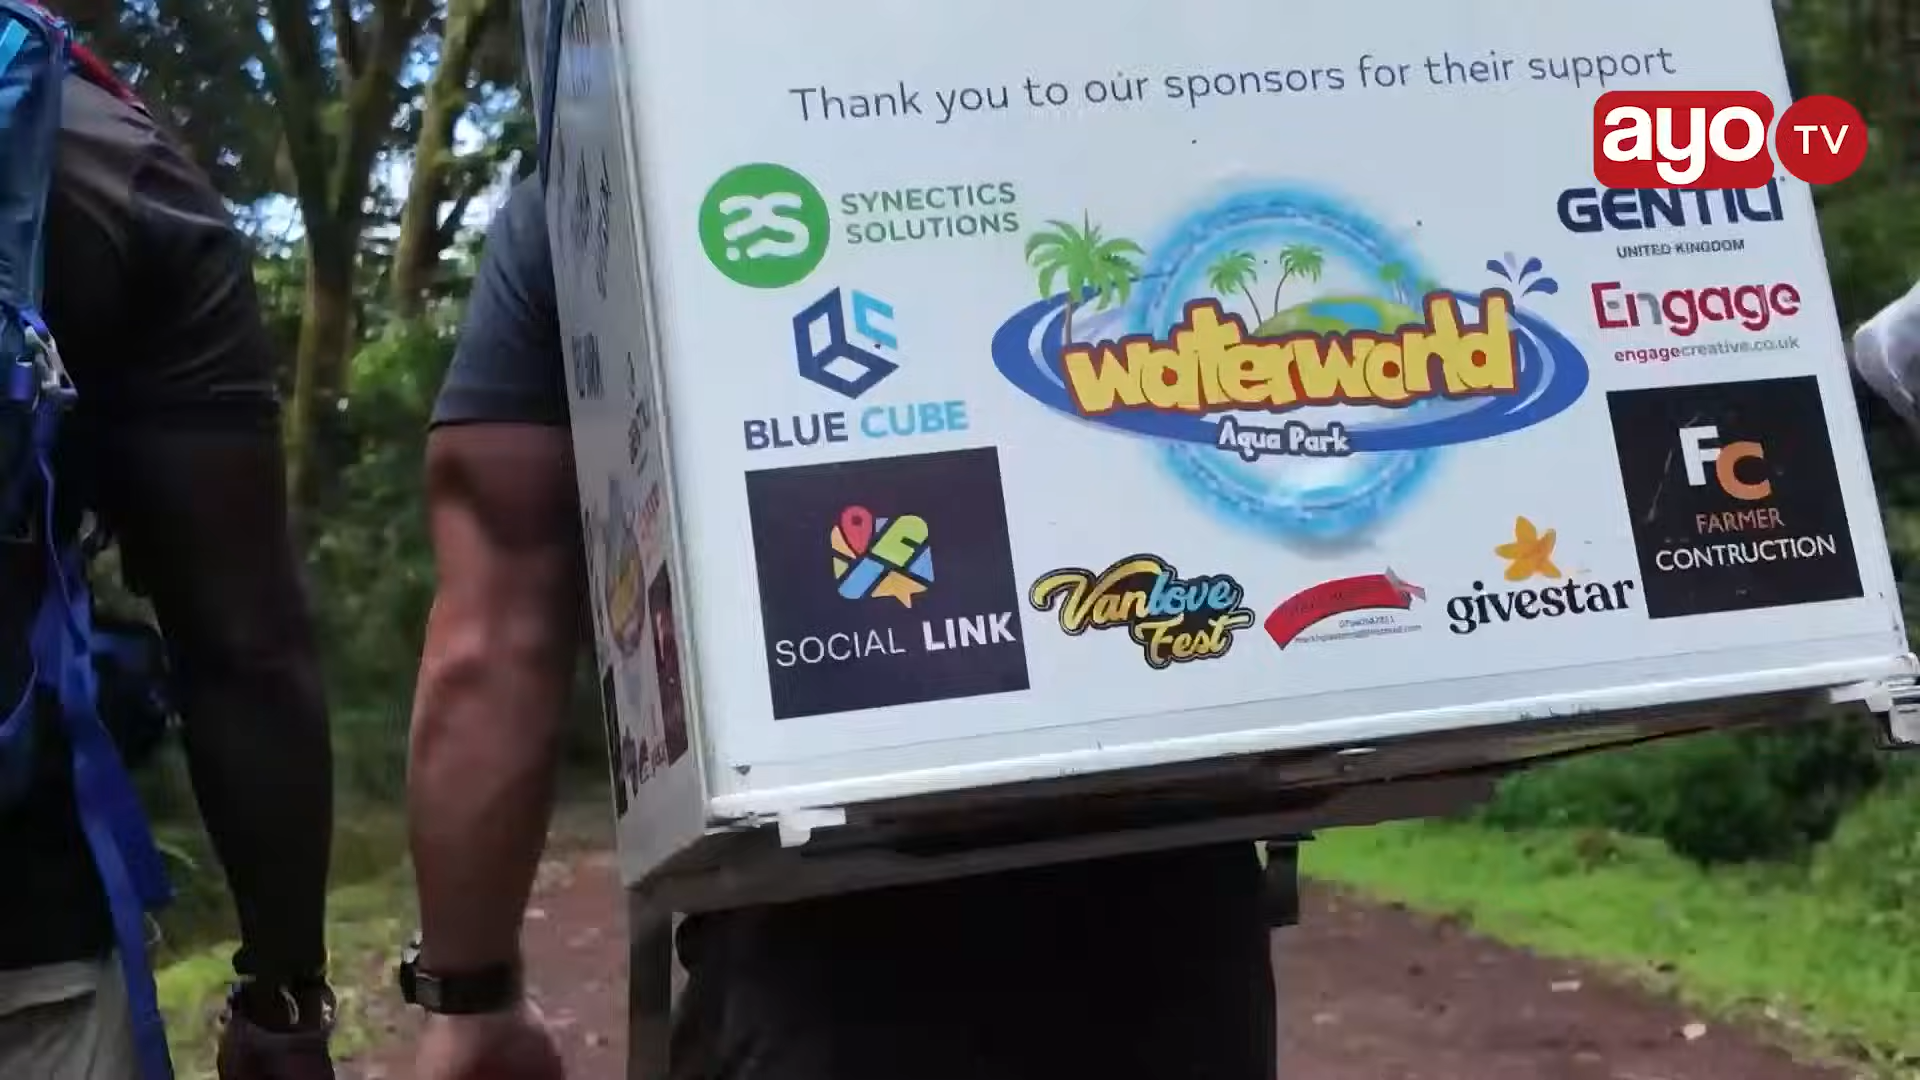 Thank you to our sponsors for their support
ayo TV
SYNECTICS
SOLUTIONS
GENTILI
UNITED KINGDOM
Engage
engagecreative.co.uk
waterworld
Aqua Park
BLUE CUBE
FC
FARMER
CONTRUCTION
SOCIAL LINK
Vanlove
Fest
givestar